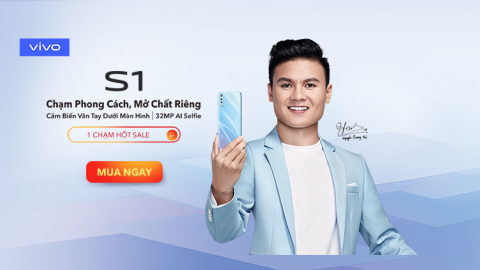 vivo
S1
Chạm Phong Cách, Mở Chất Riêng
Cảm Biến Vân Tay Dưới Màn Hình | 32MP AI Selfie
1 CHẠM HỐT SALE
MUA NGAY